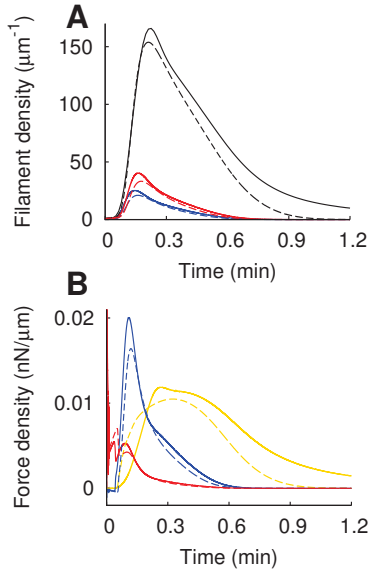 A
Filament density (μm⁻¹)
150
100
50
0
0 0.3 0.6 0.9 1.2
Time (min)
B
Force density (nN/μm)
0.02
0.01
0
0 0.3 0.6 0.9 1.2
Time (min)